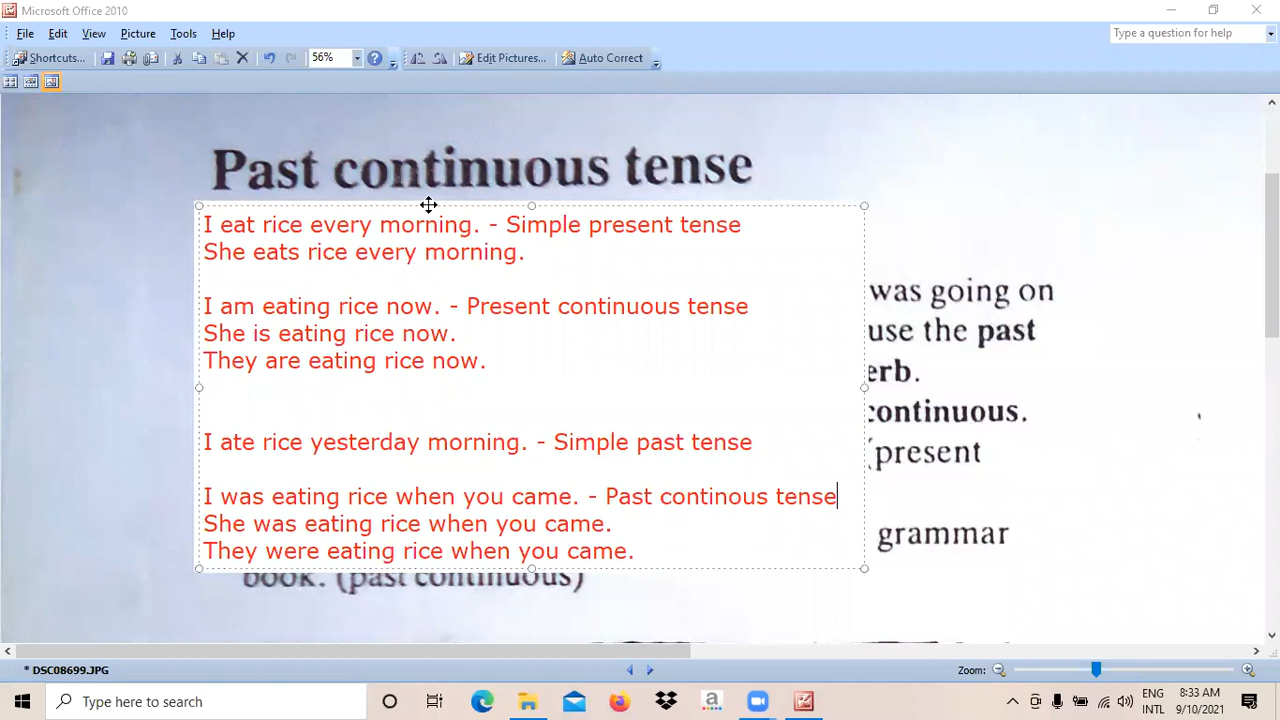 Microsoft Office 2010
File Edit View Picture Tools Help
Type a question for help
Shortcuts... 56% Edit Pictures... Auto Correct
Past continuous tense
I eat rice every morning. - Simple present tense
She eats rice every morning.
was going on
I am eating rice now. - Present continuous tense
She is eating rice now.
use the past
They are eating rice now.
erb.
continuous.
I ate rice yesterday morning. - Simple past tense
(present
I was eating rice when you came. - Past continous tense
She was eating rice when you came.
grammar
They were eating rice when you came.
book. (past continuous)
* DSC08699.JPG
Zoom:
Type here to search
ENG 8:33 AM
INTL 9/10/2021